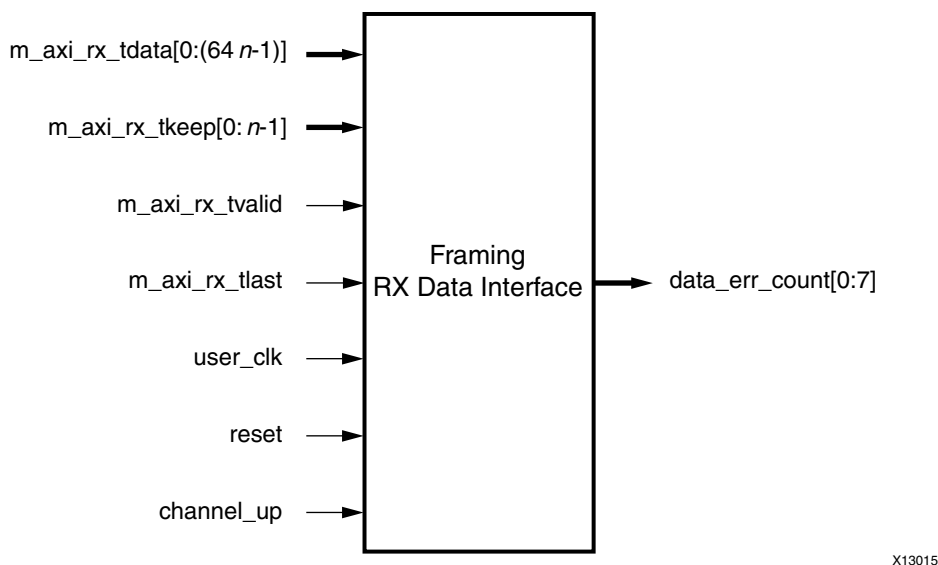 m_axi_rx_tdata[0:(64 n-1)]
m_axi_rx_tkeep[0: n-1]
m_axi_rx_tvalid
m_axi_rx_tlast
user_clk
reset
channel_up
Framing
RX Data Interface
data_err_count[0:7]
X13015